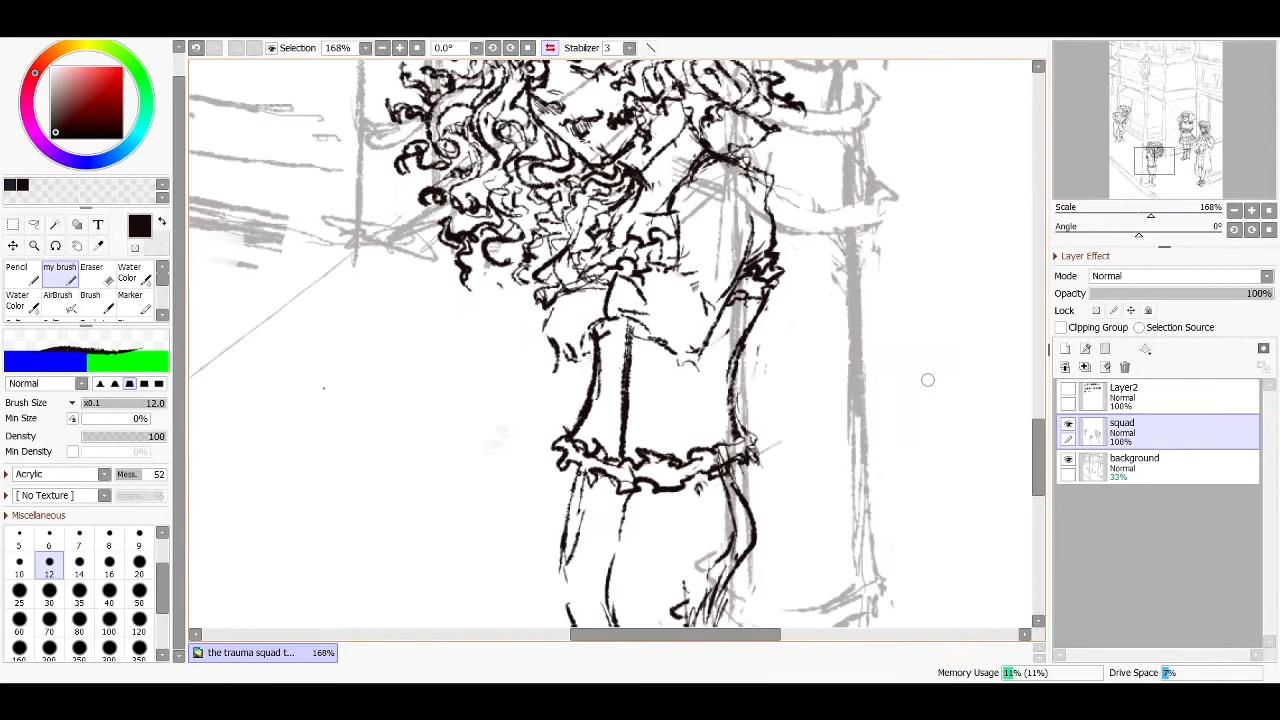 Selection 168% 0.0° Stabilizer 3
Pencil my brush Eraser Water Color
Water Color AirBrush Brush Marker
Normal
Brush Size x0.1 12.0
Min Size 0%
Density 100
Min Density
Acrylic Mess. 52
[ No Texture ]
Miscellaneous
5 6 7 8 9
10 12 14 16 20
25 30 35 40 50
60 70 80 100 120
the trauma squad t... 168%
Scale 168%
Angle 0°
Layer Effect
Mode Normal
Opacity 100%
Lock
Clipping Group Selection Source
Layer2
Normal
100%
squad
Normal
100%
background
Normal
33%
Memory Usage 11% (11%) Drive Space 7%